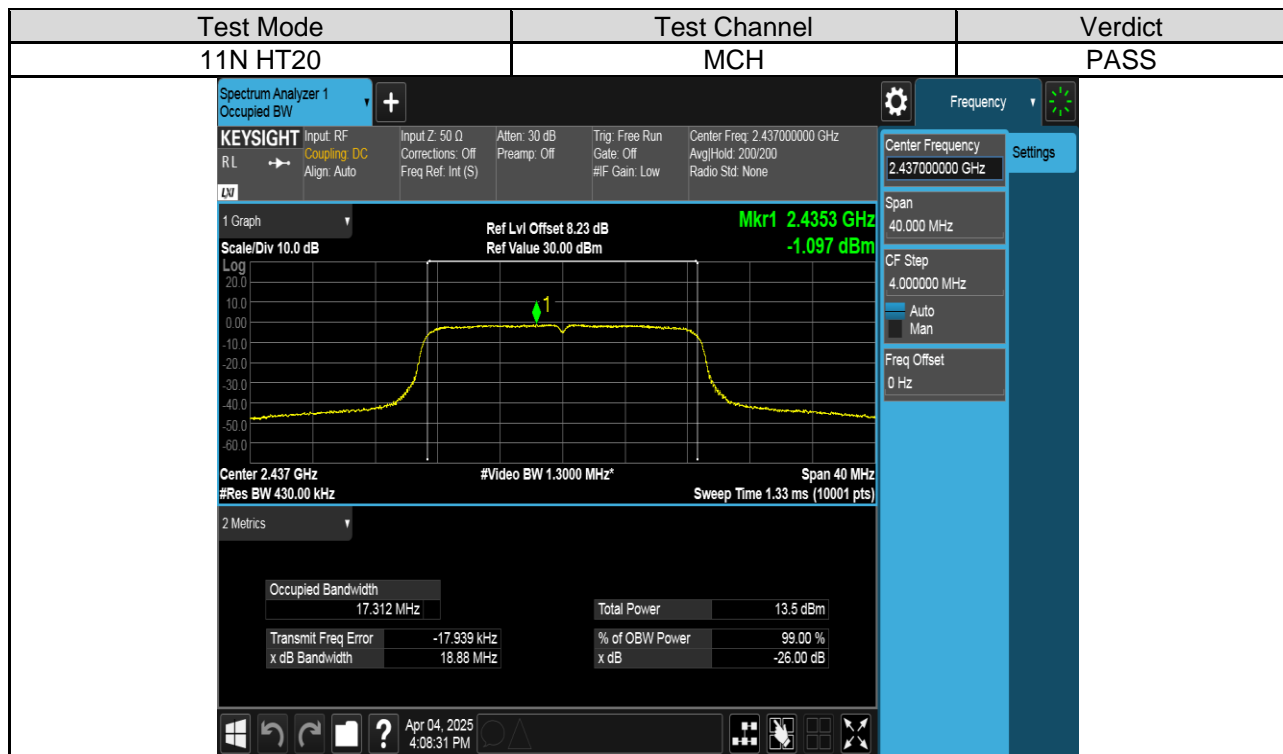 Test Mode Test Channel Verdict
11N HT20 MCH PASS
Spectrum Analyzer 1
Occupied BW
+
Frequency
KEYSIGHT Input: RF Input Z: 50 Ω Atten: 30 dB Trig: Free Run Center Freq: 2.437000000 GHz
RL Coupling: DC Corrections: Off Preamp: Off Gate: Off Avg|Hold: 200/200
Align: Auto Freq Ref: Int (S) #IF Gain: Low Radio Std: None
LXI
Center Frequency
2.437000000 GHz
Settings
Span
40.000 MHz
CF Step
4.000000 MHz
Auto
Man
Freq Offset
0 Hz
1 Graph
Ref Lvl Offset 8.23 dB Mkr1 2.4353 GHz
Scale/Div 10.0 dB Ref Value 30.00 dBm -1.097 dBm
Log
20.0
10.0
1
0.00
-10.0
-20.0
-30.0
-40.0
-50.0
-60.0
Center 2.437 GHz #Video BW 1.3000 MHz* Span 40 MHz
#Res BW 430.00 kHz Sweep Time 1.33 ms (10001 pts)
2 Metrics
Occupied Bandwidth
17.312 MHz Total Power 13.5 dBm
Transmit Freq Error -17.939 kHz % of OBW Power 99.00 %
x dB Bandwidth 18.88 MHz x dB -26.00 dB
? Apr 04, 2025
4:08:31 PM